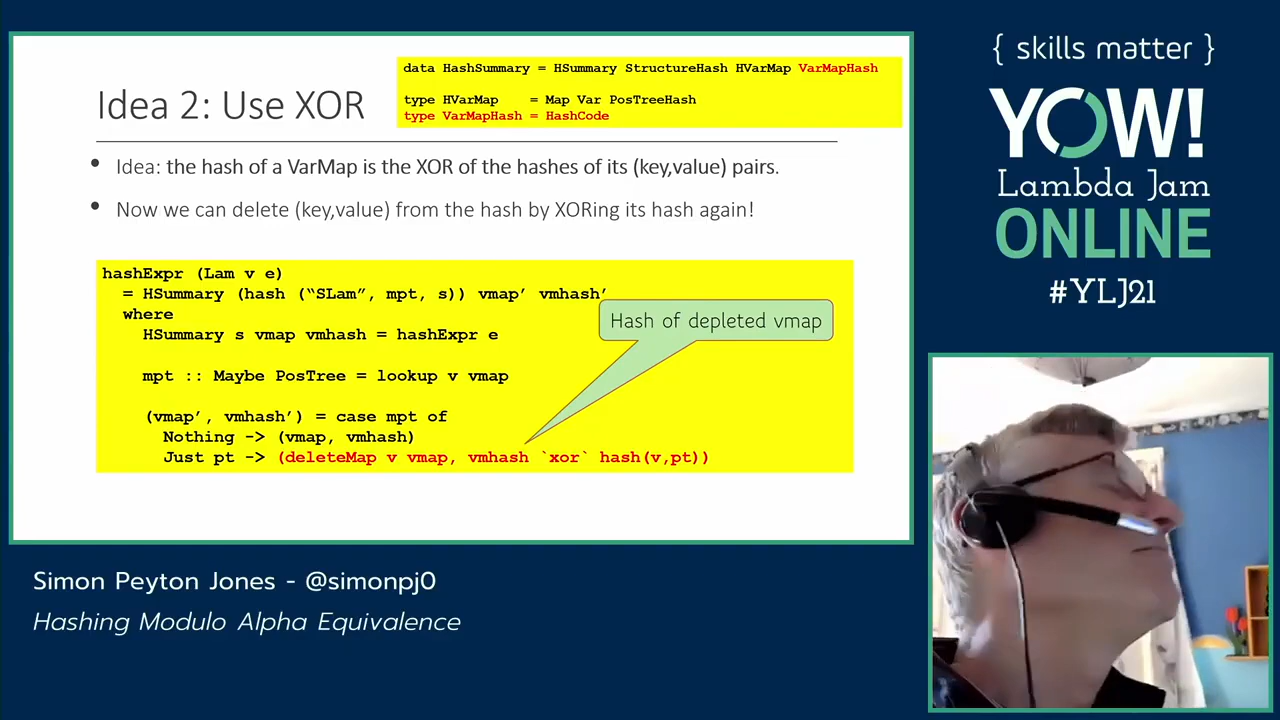 Idea 2: Use XOR
data HashSummary = HSummary StructureHash HVarMap VarMapHash
type HVarMap    = Map Var PosTreeHash
type VarMapHash = HashCode
• Idea: the hash of a VarMap is the XOR of the hashes of its (key,value) pairs.
• Now we can delete (key,value) from the hash by XORing its hash again!
hashExpr (Lam v e)
= HSummary (hash (“SLam”, mpt, s)) vmap’ vmhash’
where
HSummary s vmap vmhash = hashExpr e
mpt :: Maybe PosTree = lookup v vmap
(vmap’, vmhash’) = case mpt of
Nothing -> (vmap, vmhash)
Just pt -> (deleteMap v vmap, vmhash `xor` hash(v,pt))
Hash of depleted vmap
{ skills matter }
YOW!
Lambda Jam
ONLINE
#YLJ21
Simon Peyton Jones - @simonpj0
Hashing Modulo Alpha Equivalence